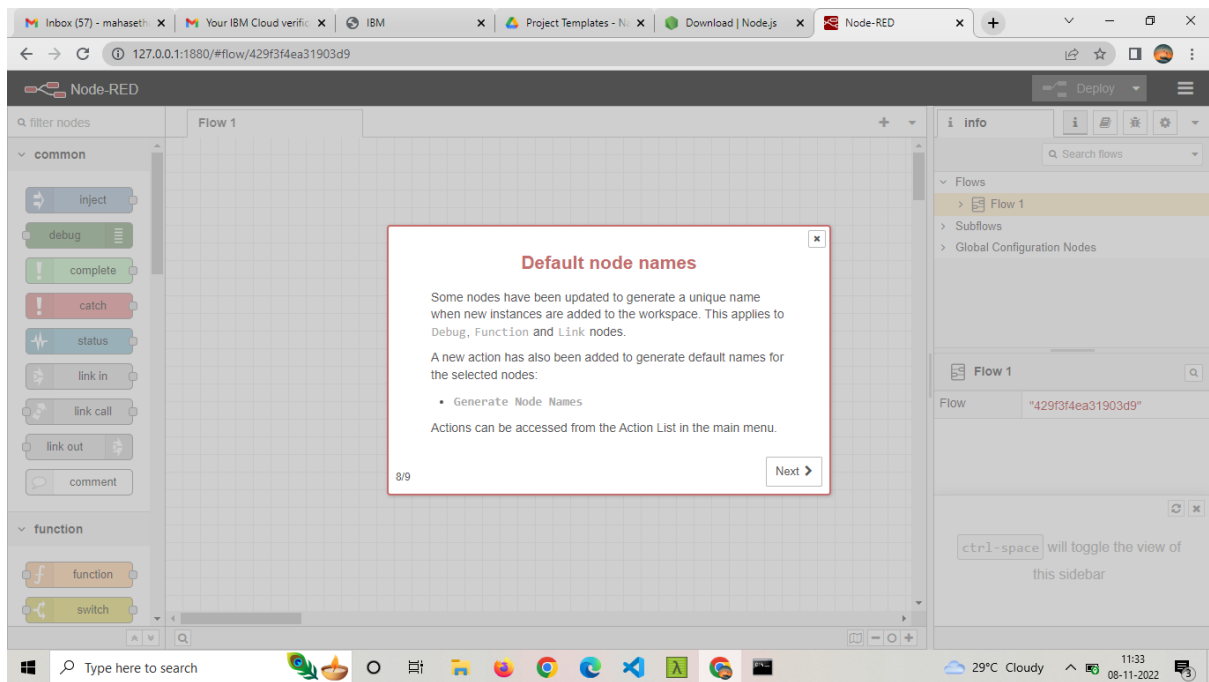 Inbox (57) - mahaseth
Your IBM Cloud verific
IBM
Project Templates - N
Download | Node.js
Node-RED
127.0.0.1:1880/#flow/429f3f4ea31903d9
Node-RED
Deploy
filter nodes
Flow 1
i info
i
common
Search flows
inject
Flows
Flow 1
debug
Subflows
Global Configuration Nodes
complete
catch
status
link in
link call
link out
comment
function
function
switch
Default node names
Some nodes have been updated to generate a unique name
when new instances are added to the workspace. This applies to
Debug, Function and Link nodes.
A new action has also been added to generate default names for
the selected nodes:
• Generate Node Names
Actions can be accessed from the Action List in the main menu.
8/9
Next
Flow 1
Flow "429f3f4ea31903d9"
ctrl-space will toggle the view of
this sidebar
Type here to search
29°C Cloudy
11:33
08-11-2022
3